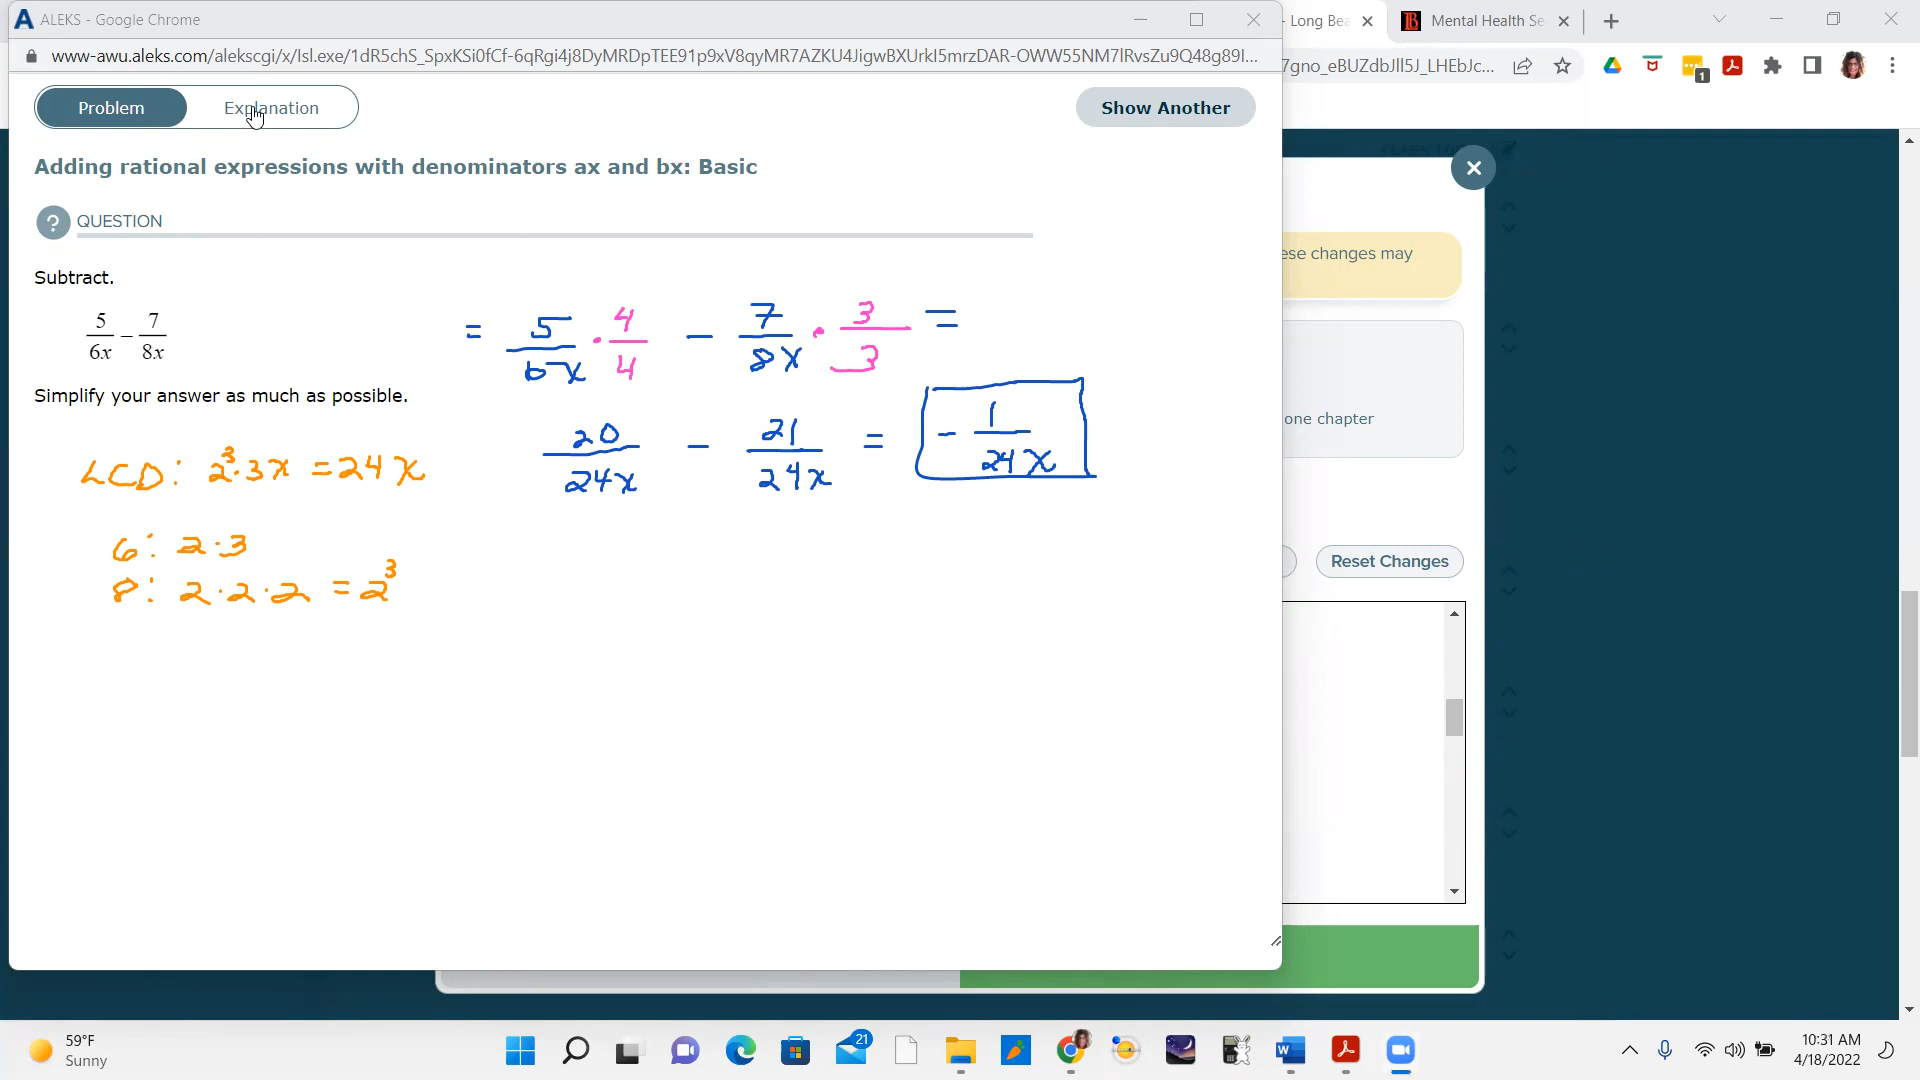 ALEKS - Google Chrome
- Long Bea
Mental Health Se
www-awu.aleks.com/alekscgi/x/Isl.exe/1dR5chS_SpxKSi0fCf-6qRgi4j8DyMRDpTEE91p9xV8qyMR7AZKU4JigwBXUrkI5mrzDAR-OWW55NM7lRvsZu9Q48g89I...
7gno_eBUZdbJll5J_LHEbJc...
1
Problem
Explanation
Show Another
Adding rational expressions with denominators ax and bx: Basic
? QUESTION
ese changes may
Subtract.
5/6x − 7/8x
= 5/6x · 4/4 − 7/8x · 3/3 =
Simplify your answer as much as possible.
20/24x − 21/24x = -1/24x
one chapter
LCD: 2³·3x = 24x
6: 2·3
8: 2·2·2 = 2³
Reset Changes
59°F
Sunny
21
10:31 AM
4/18/2022